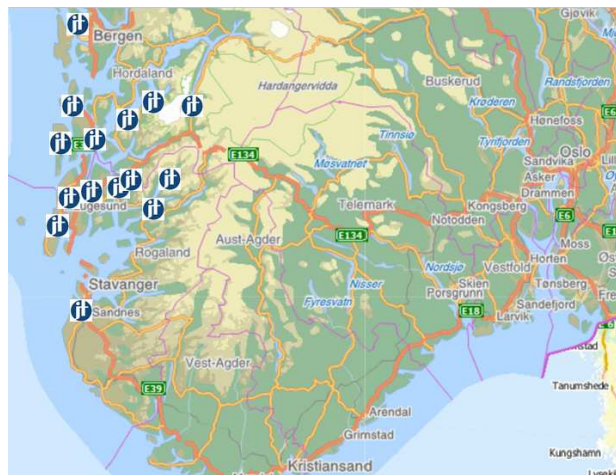 Gjøvik
Bergen
Hordaland
Hardangervidda
Buskerud
Randsfjorden
Krøderen
E6
Hønefoss
Tinnsjø
Tyrifjorden
E134
Møsvatnet
Sandvika
Oslo
Asker
Drammen
Telemark
Kongsberg
E6
Notodden
E134
Aust-Agder
Rogaland
Moss
Horten
Vestfold
Nordsjø
Skien
Porsgrunn
Tønsberg
Stavanger
Nisser
Fyresvatn
Sandnes
E18
Sandefjord
Larvik
Vest-Agder
E39
Tanumshede
Arendal
Grimstad
Kungshamn
Kristiansand